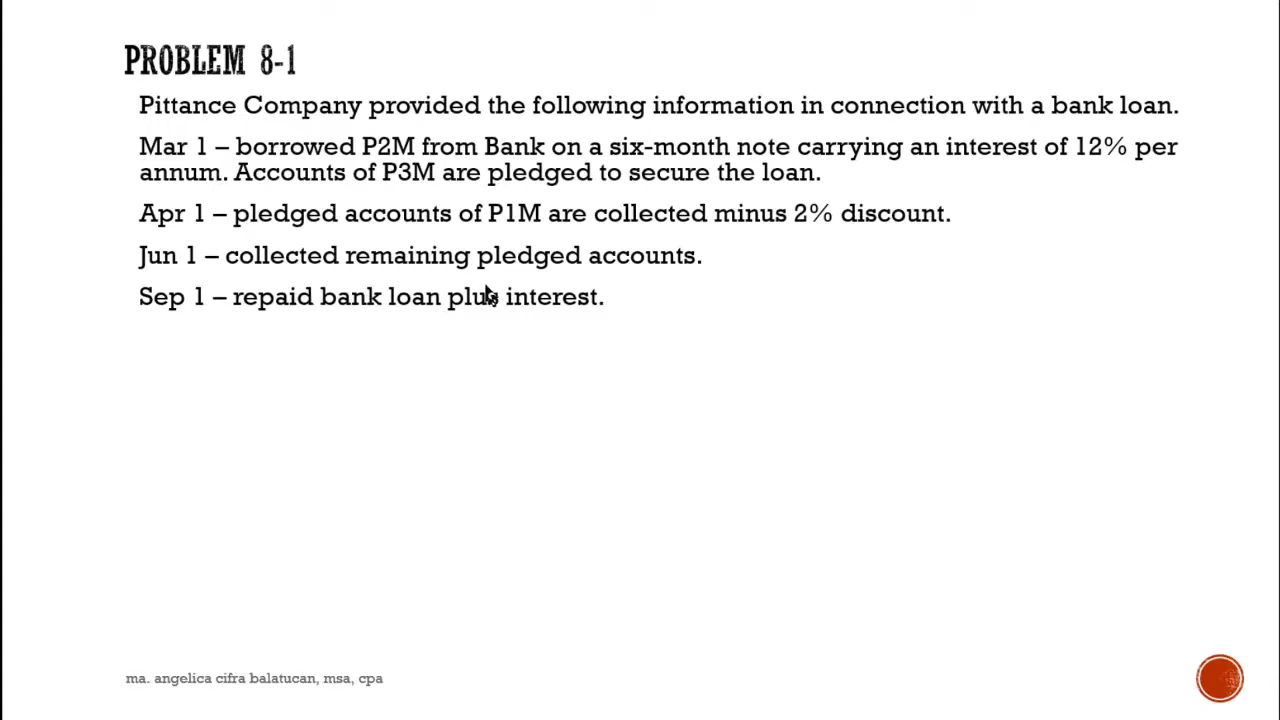 PROBLEM 8-1
Pittance Company provided the following information in connection with a bank loan.
Mar 1 – borrowed P2M from Bank on a six-month note carrying an interest of 12% per
annum. Accounts of P3M are pledged to secure the loan.
Apr 1 – pledged accounts of P1M are collected minus 2% discount.
Jun 1 – collected remaining pledged accounts.
Sep 1 – repaid bank loan plus interest.
ma. angelica cifra balatucan, msa, cpa